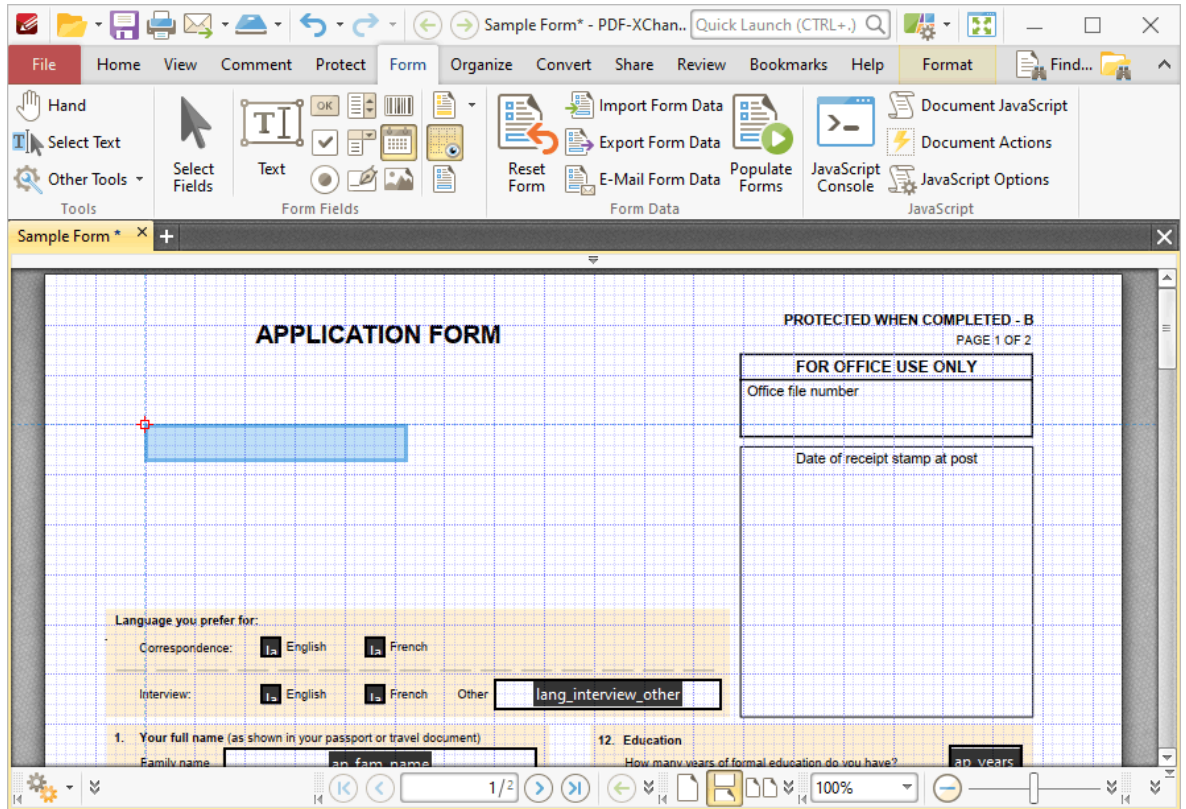 Sample Form* - PDF-XChan.. Quick Launch (CTRL+.)
File Home View Comment Protect Form Organize Convert Share Review Bookmarks Help Format Find...
Hand
Select Text
Other Tools
Tools
Select Fields
Text
OK
Form Fields
Reset Form
Import Form Data
Export Form Data
E-Mail Form Data
Populate Forms
Form Data
JavaScript Console
Document JavaScript
Document Actions
JavaScript Options
JavaScript
Sample Form *
APPLICATION FORM
PROTECTED WHEN COMPLETED - B
PAGE 1 OF 2
FOR OFFICE USE ONLY
Office file number
Date of receipt stamp at post
Language you prefer for:
Correspondence: la English la French
Interview: la English la French Other lang_interview_other
1. Your full name (as shown in your passport or travel document)
Family name ap_fam_name
12. Education
How many years of formal education do you have? ap_years
1/2
100%